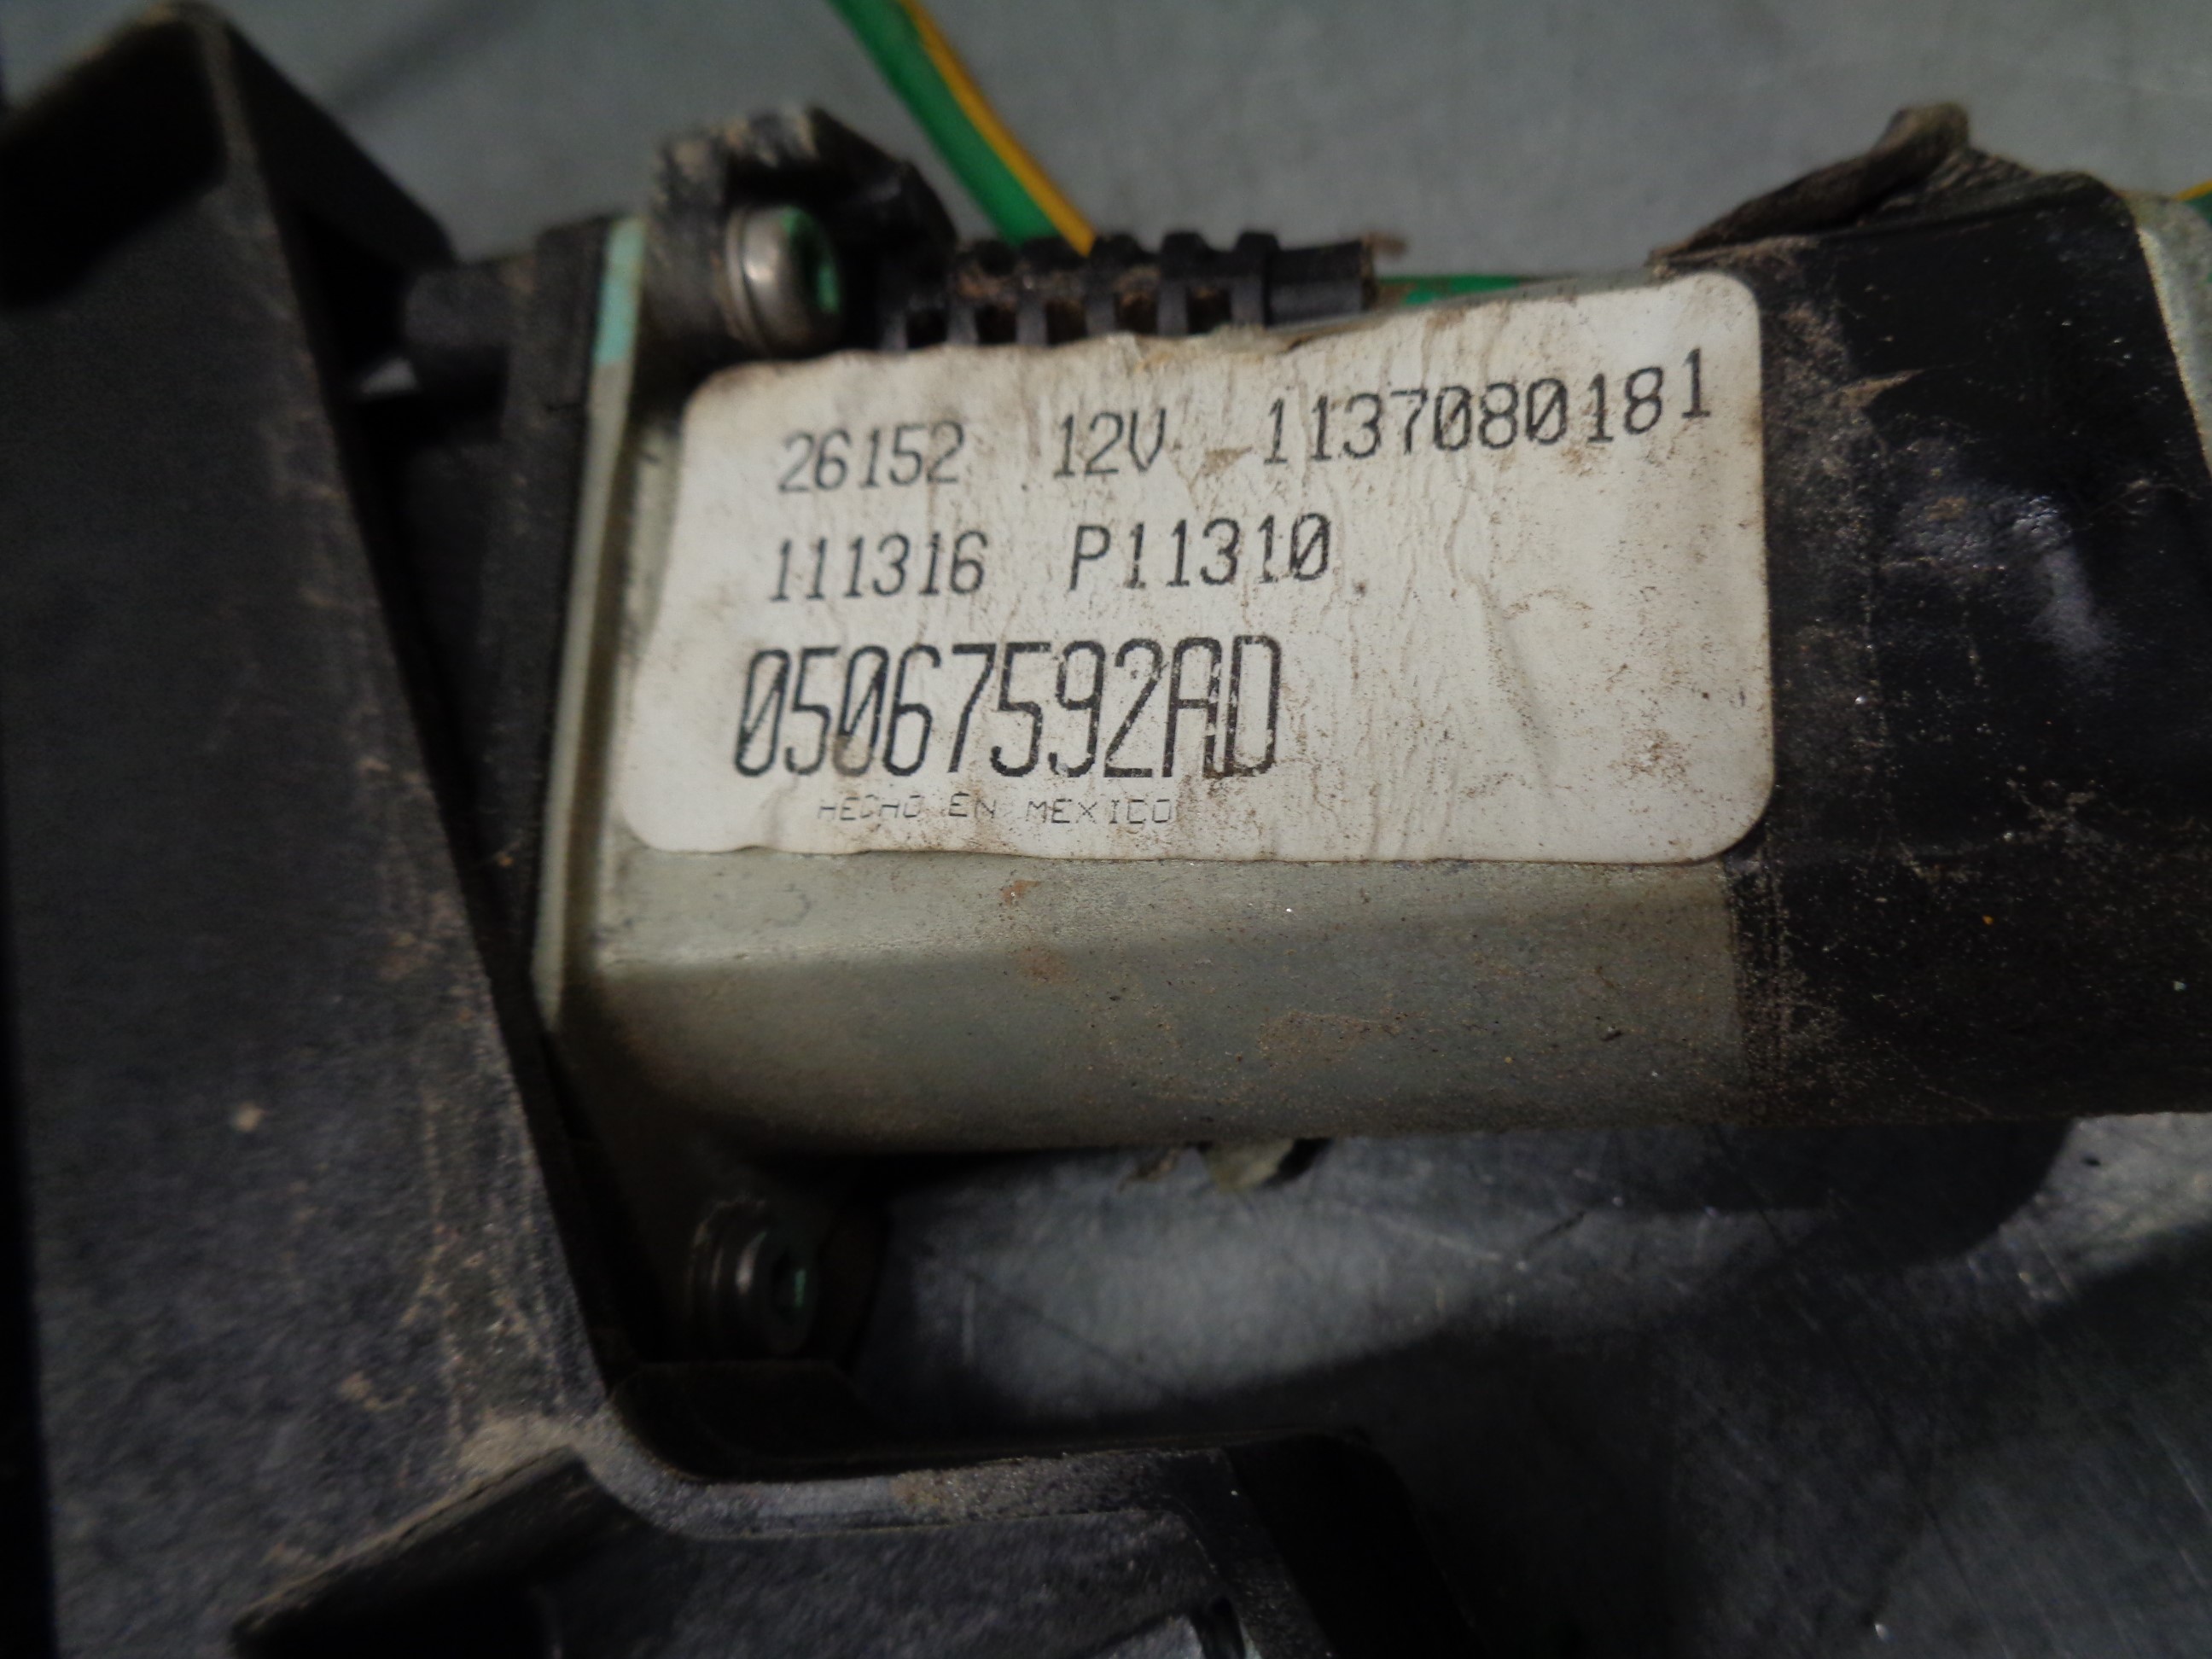 26152 12V 1137080181
111316 P11310
05067592AD
HECHO EN MEXICO